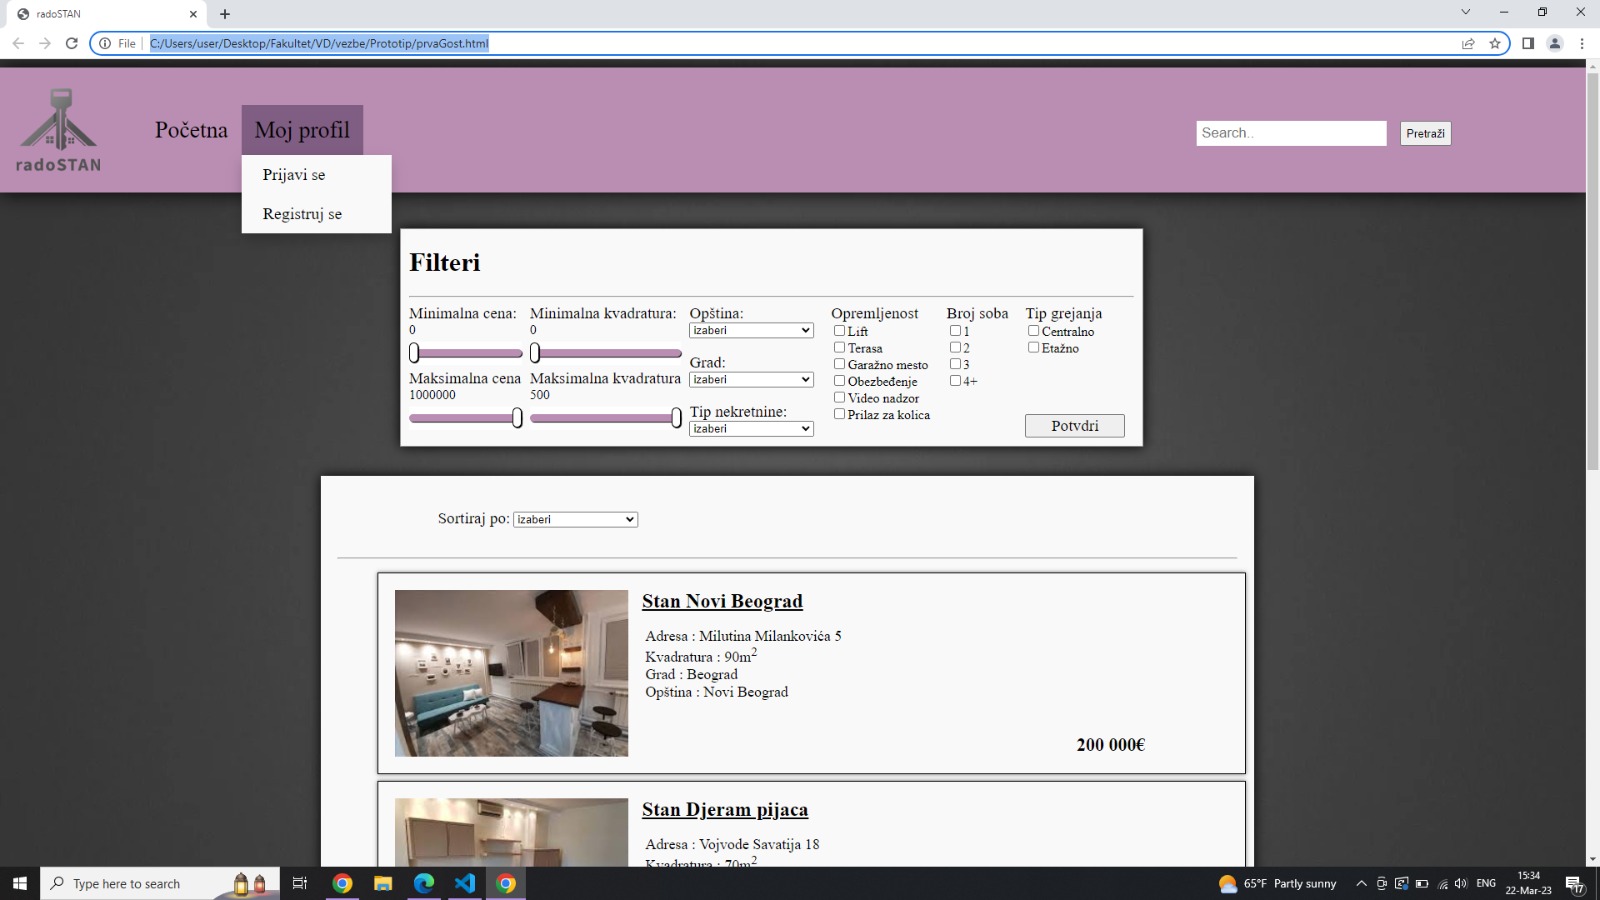 radoSTAN
File
C:/Users/user/Desktop/Fakultet/VD/vezbe/Prototip/prvaGost.html
radoSTAN
Početna
Moj profil
Prijavi se
Registruj se
Search..
Pretraži
Filteri
Minimalna cena:
0
Maksimalna cena
1000000
Minimalna kvadratura:
0
Maksimalna kvadratura
500
Opština:
izaberi
Grad:
izaberi
Tip nekretnine:
izaberi
Opremljenost
Lift
Terasa
Garažno mesto
Obezbeđenje
Video nadzor
Prilaz za kolica
Broj soba
1
2
3
4+
Tip grejanja
Centralno
Etažno
Potvdri
Sortiraj po: izaberi
Stan Novi Beograd
Adresa : Milutina Milankovića 5
Kvadratura : 90m²
Grad : Beograd
Opština : Novi Beograd
200 000€
Stan Djeram pijaca
Adresa : Vojvode Savatija 18
Kvadratura : 70m²
Type here to search
65°F Partly sunny
ENG
15:34
22-Mar-23
17